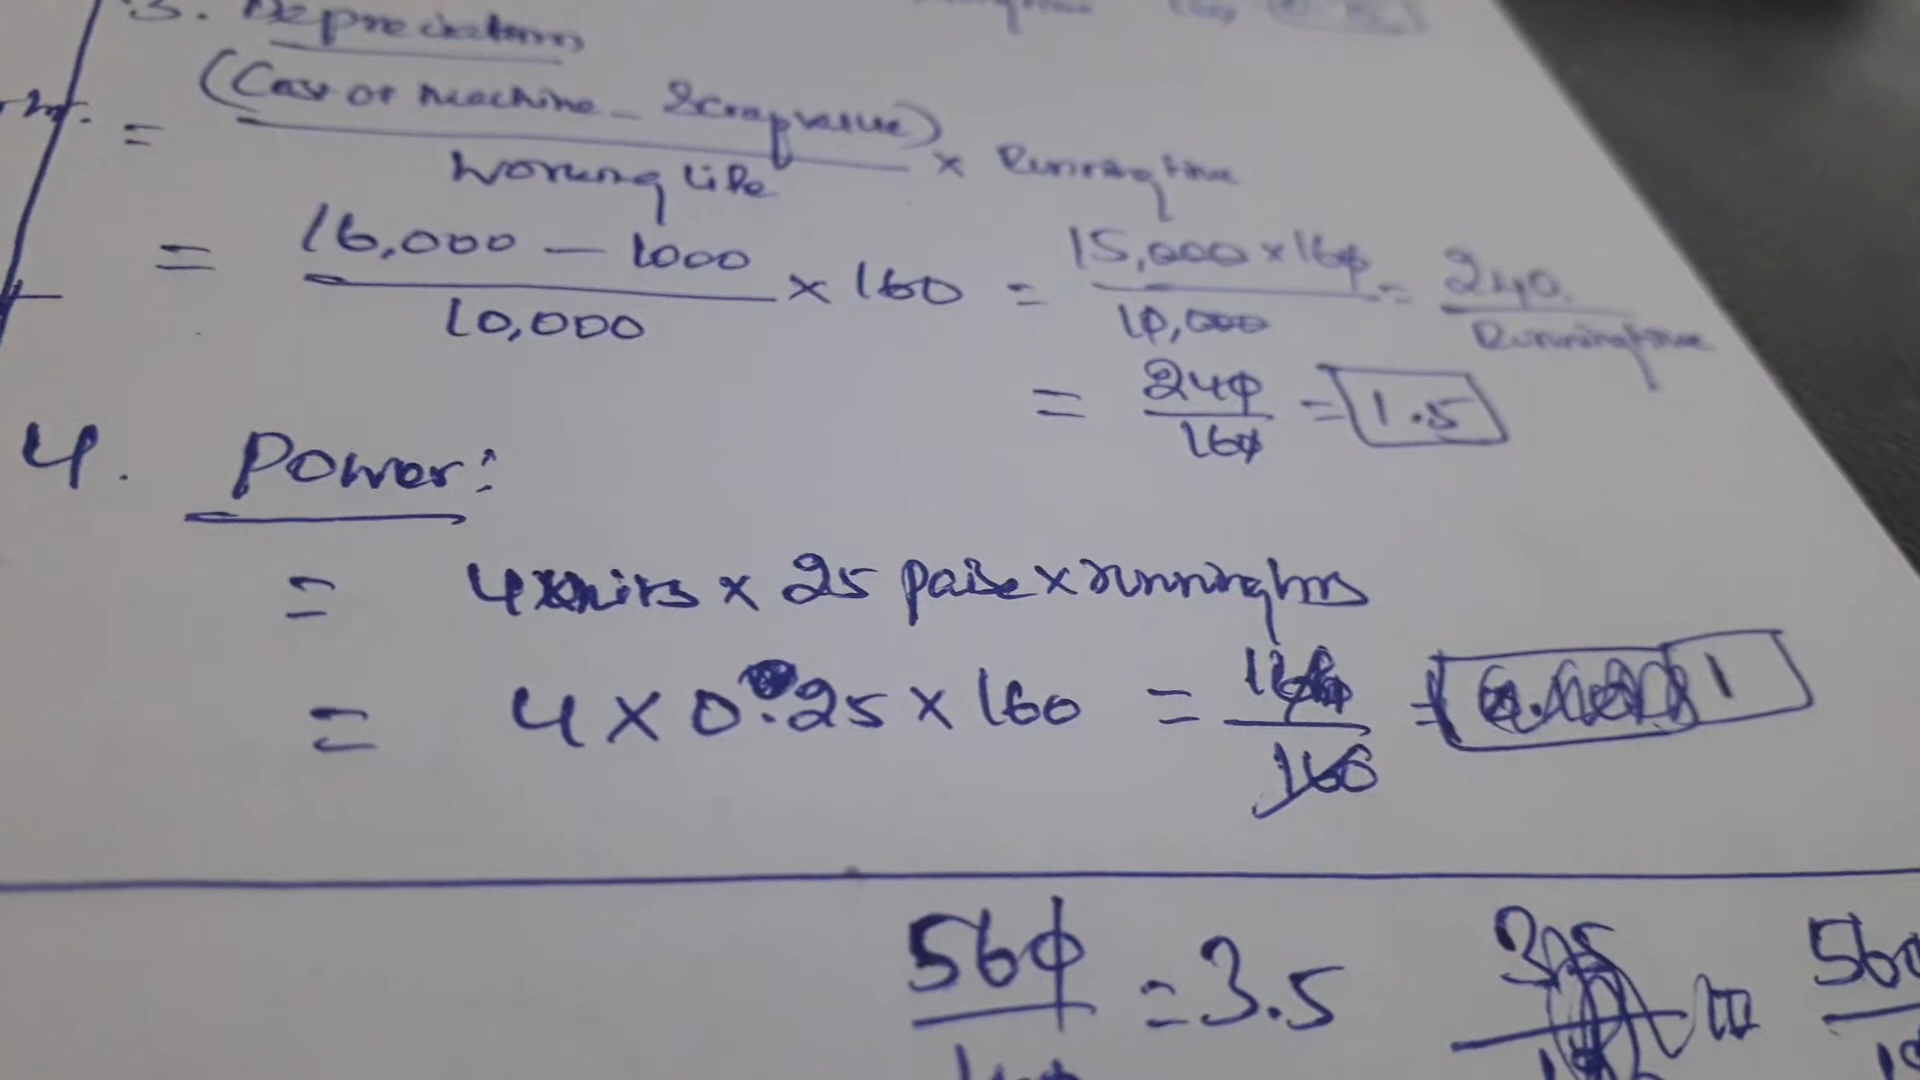 3. Depreciation
(Cost of machine - Scrap value)
= x Running time
Working life
= 16,000 - 1000 / 10,000 x 160 = 15,000 x 160 / 10,000 = 240 / Running time
= 240 / 160 = 1.5
4. Power:
= 4 units x 25 paise x running hrs
= 4 x 0.25 x 160 = 160 / 160 = 1
560 = 3.5